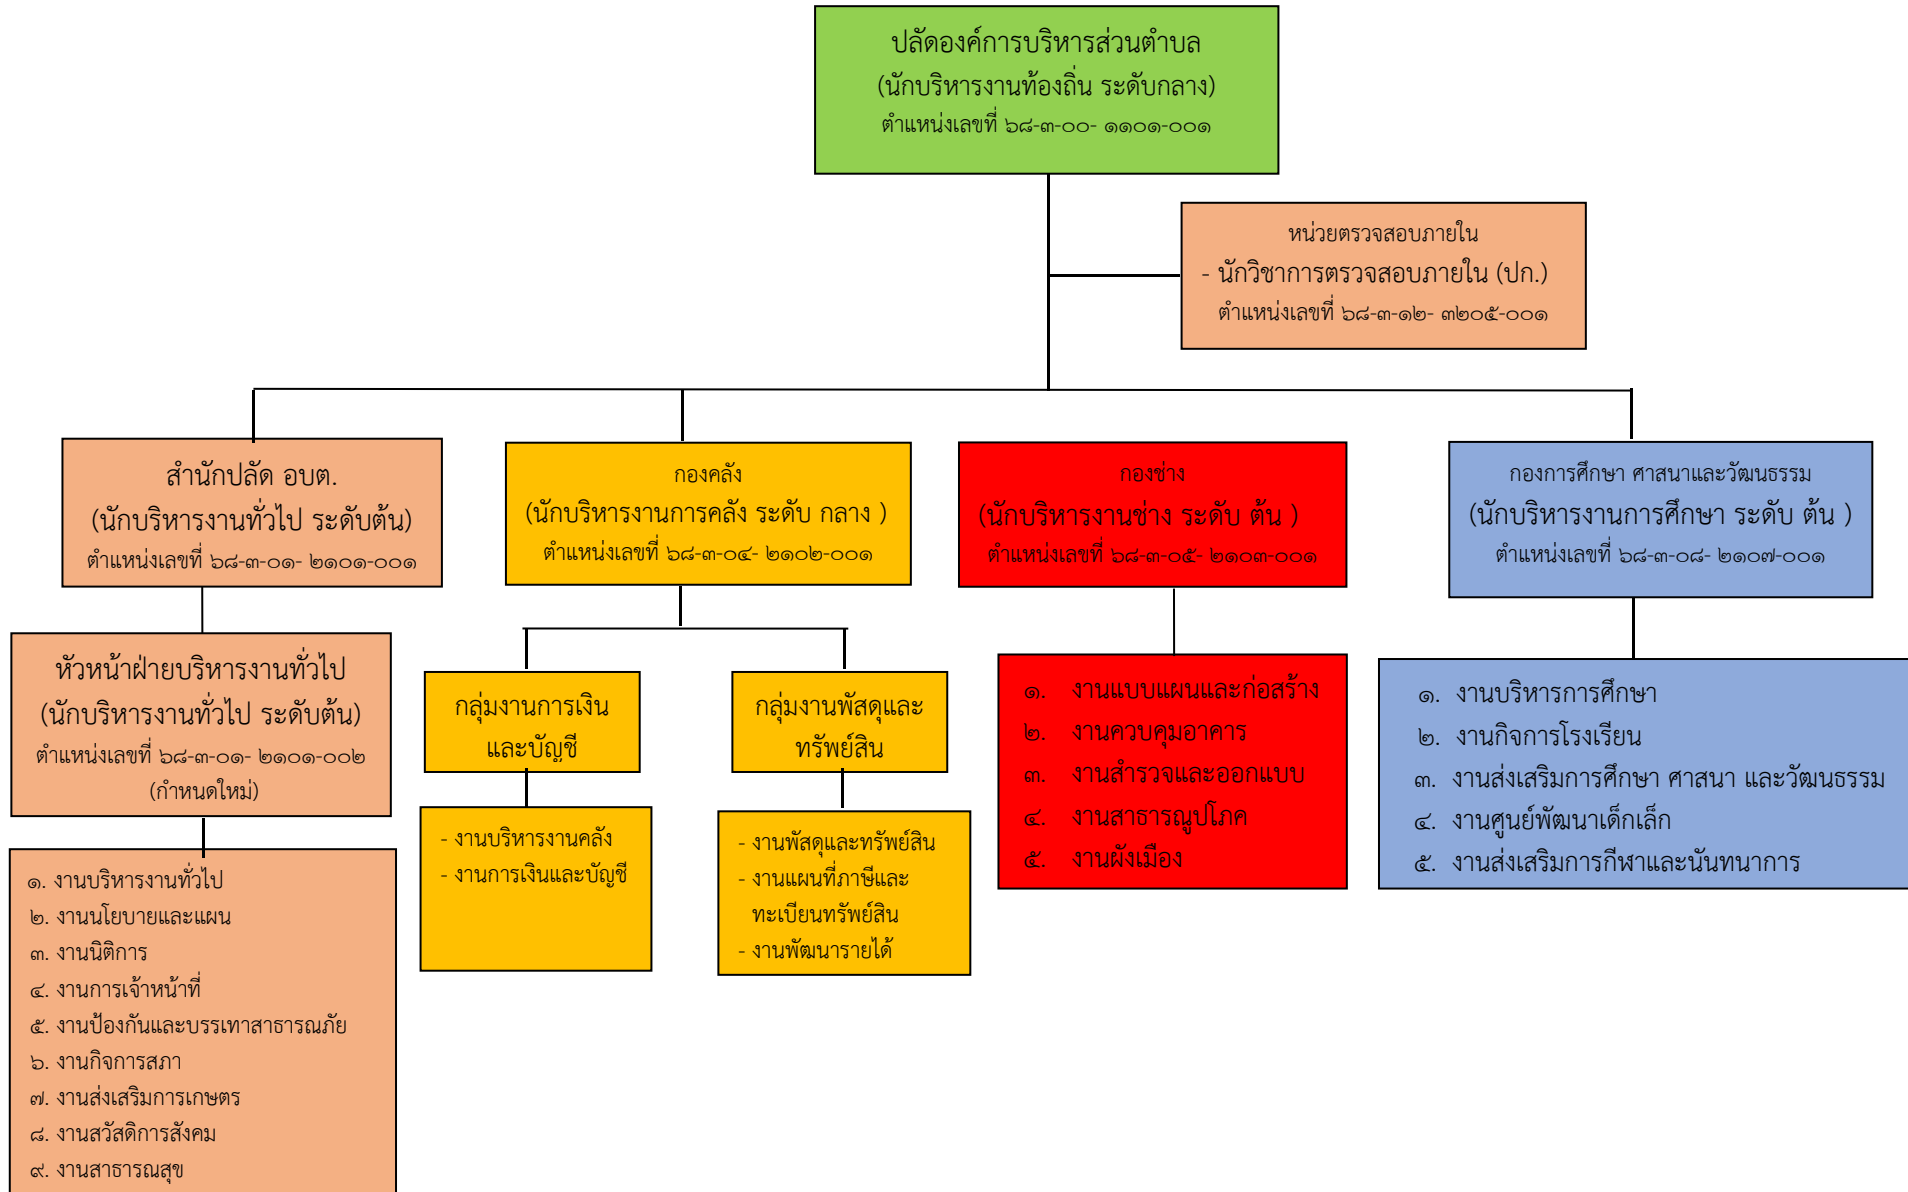 ปลัดองค์การบริหารส่วนตำบล
(นักบริหารงานท้องถิ่น ระดับกลาง)
ตำแหน่งเลขที่ ๖๘-๓-๐๐- ๑๑๐๑-๐๐๑
หน่วยตรวจสอบภายใน
- นักวิชาการตรวจสอบภายใน (ปก.)
ตำแหน่งเลขที่ ๖๘-๓-๑๒- ๓๒๐๕-๐๐๑
สำนักปลัด อบต.
(นักบริหารงานทั่วไป ระดับต้น)
ตำแหน่งเลขที่ ๖๘-๓-๐๑- ๒๑๐๑-๐๐๑
กองคลัง
(นักบริหารงานการคลัง ระดับ กลาง )
ตำแหน่งเลขที่ ๖๘-๓-๐๔- ๒๑๐๒-๐๐๑
กองช่าง
(นักบริหารงานช่าง ระดับ ต้น )
ตำแหน่งเลขที่ ๖๘-๓-๐๕- ๒๑๐๓-๐๐๑
กองการศึกษา ศาสนาและวัฒนธรรม
(นักบริหารงานการศึกษา ระดับ ต้น )
ตำแหน่งเลขที่ ๖๘-๓-๐๘- ๒๑๐๗-๐๐๑
หัวหน้าฝ่ายบริหารงานทั่วไป
(นักบริหารงานทั่วไป ระดับต้น)
ตำแหน่งเลขที่ ๖๘-๓-๐๑- ๒๑๐๑-๐๐๒
(กำหนดใหม่)
๑. งานบริหารงานทั่วไป
๒. งานนโยบายและแผน
๓. งานนิติการ
๔. งานการเจ้าหน้าที่
๕. งานป้องกันและบรรเทาสาธารณภัย
๖. งานกิจการสภา
๗. งานส่งเสริมการเกษตร
๘. งานสวัสดิการสังคม
๙. งานสาธารณสุข
กลุ่มงานการเงิน
และบัญชี
- งานบริหารงานคลัง
- งานการเงินและบัญชี
กลุ่มงานพัสดุและ
ทรัพย์สิน
- งานพัสดุและทรัพย์สิน
- งานแผนที่ภาษีและ
ทะเบียนทรัพย์สิน
- งานพัฒนารายได้
๑. งานแบบแผนและก่อสร้าง
๒. งานควบคุมอาคาร
๓. งานสำรวจและออกแบบ
๔. งานสาธารณูปโภค
๕. งานผังเมือง
๑. งานบริหารการศึกษา
๒. งานกิจการโรงเรียน
๓. งานส่งเสริมการศึกษา ศาสนา และวัฒนธรรม
๔. งานศูนย์พัฒนาเด็กเล็ก
๕. งานส่งเสริมการกีฬาและนันทนาการ